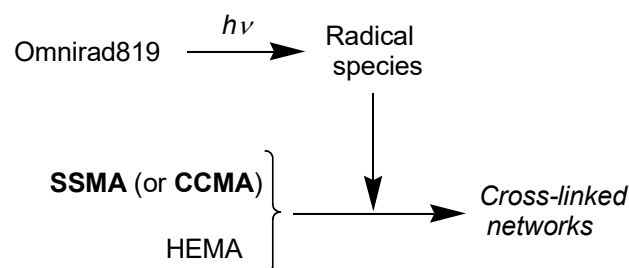 Omnirad819
hν
Radical
species
SSMA (or CCMA)
HEMA
Cross-linked
networks